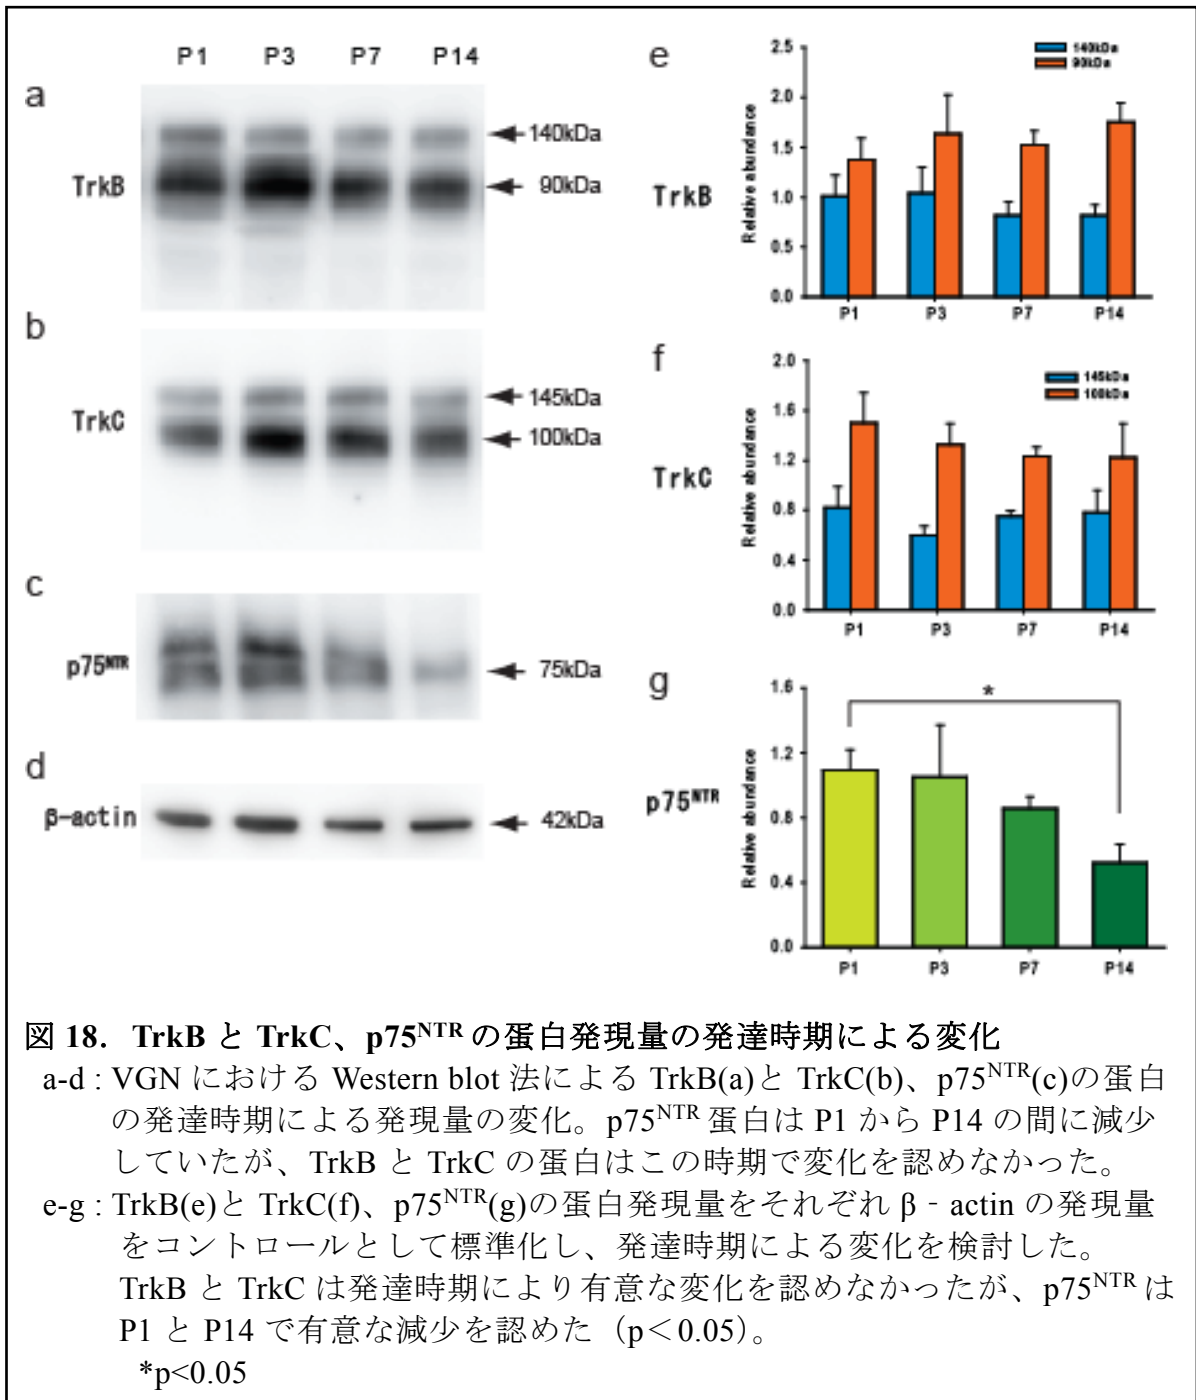 P1 P3 P7 P14
a
TrkB
140kDa
90kDa
b
TrkC
145kDa
100kDa
c
p75NTR
75kDa
d
β-actin
42kDa
e
TrkB
Relative abundance
2.5
2.0
1.5
1.0
0.5
0.0
140kDa
90kDa
P1 P3 P7 P14
f
TrkC
Relative abundance
2.0
1.6
1.2
0.8
0.4
0.0
145kDa
100kDa
P1 P3 P7 P14
g
p75NTR
Relative abundance
1.6
1.2
0.8
0.4
0.0
*
P1 P3 P7 P14
図 18. TrkB と TrkC、p75NTR の蛋白発現量の発達時期による変化
a-d : VGN における Western blot 法による TrkB(a)と TrkC(b)、p75NTR(c)の蛋白
の発達時期による発現量の変化。p75NTR 蛋白は P1 から P14 の間に減少
していたが、TrkB と TrkC の蛋白はこの時期で変化を認めなかった。
e-g : TrkB(e)と TrkC(f)、p75NTR(g)の蛋白発現量をそれぞれ β - actin の発現量
をコントロールとして標準化し、発達時期による変化を検討した。
TrkB と TrkC は発達時期により有意な変化を認めなかったが、p75NTR は
P1 と P14 で有意な減少を認めた（p＜0.05）。
*p<0.05